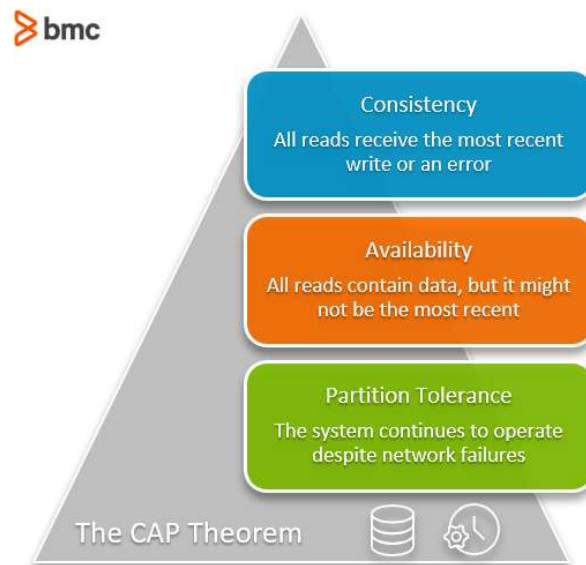 bmc
Consistency
All reads receive the most recent
write or an error
Availability
All reads contain data, but it might
not be the most recent
Partition Tolerance
The system continues to operate
despite network failures
The CAP Theorem